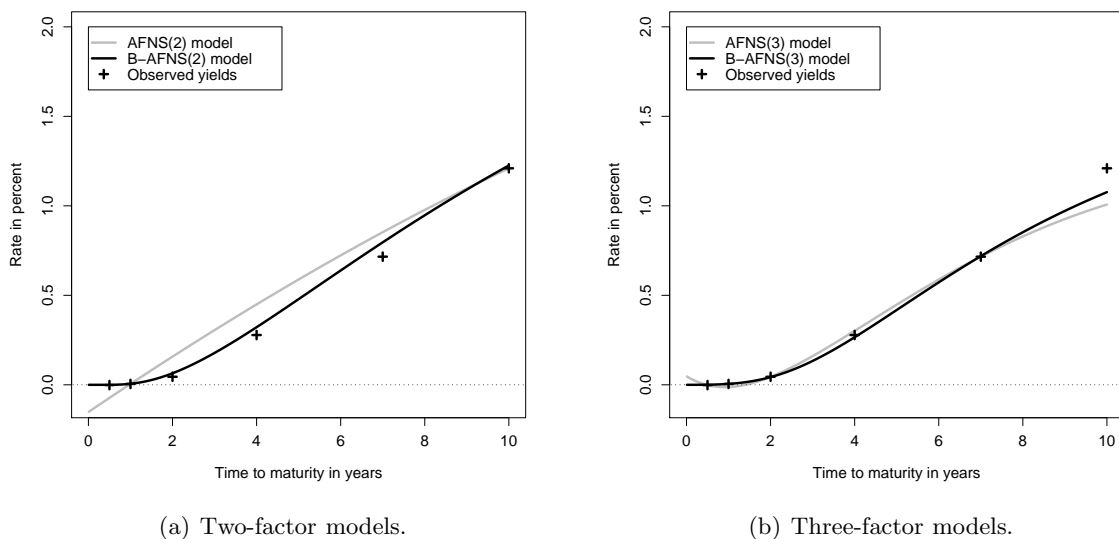 AFNS(2) model
B−AFNS(2) model
Observed yields
Rate in percent
0.0 0.5 1.0 1.5 2.0
0 2 4 6 8 10
Time to maturity in years
(a) Two-factor models.
AFNS(3) model
B−AFNS(3) model
Observed yields
Rate in percent
0.0 0.5 1.0 1.5 2.0
0 2 4 6 8 10
Time to maturity in years
(b) Three-factor models.